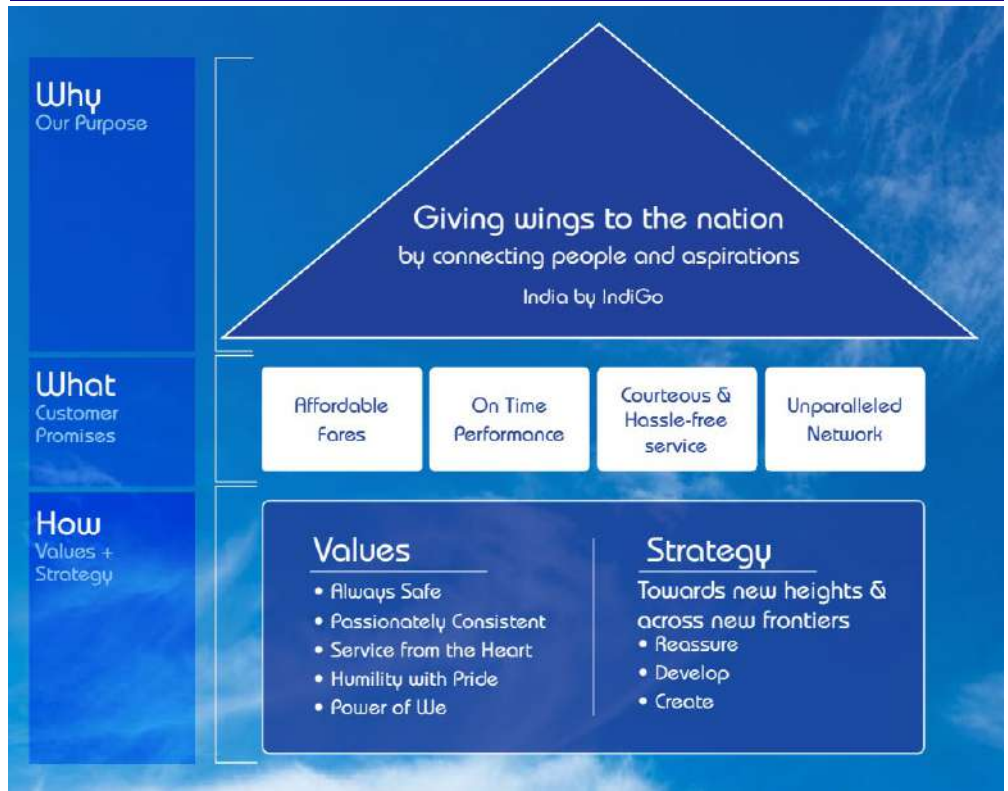 Why
Our Purpose
Giving wings to the nation
by connecting people and aspirations
India by IndiGo
What
Customer
Promises
Affordable
Fares
On Time
Performance
Courteous &
Hassle-free
service
Unparalleled
Network
How
Values +
Strategy
Values
• Always Safe
• Passionately Consistent
• Service from the Heart
• Humility with Pride
• Power of We
Strategy
Towards new heights &
across new frontiers
• Reassure
• Develop
• Create